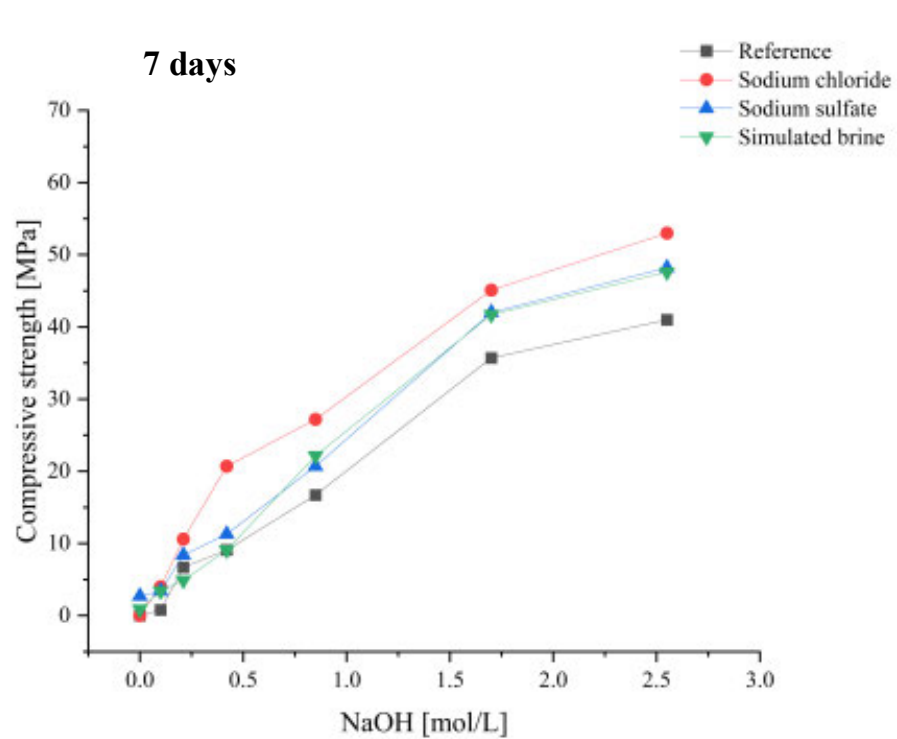 7 days
Reference
Sodium chloride
Sodium sulfate
Simulated brine
70
60
50
40
30
20
10
0
Compressive strength [MPa]
0.0 0.5 1.0 1.5 2.0 2.5 3.0
NaOH [mol/L]